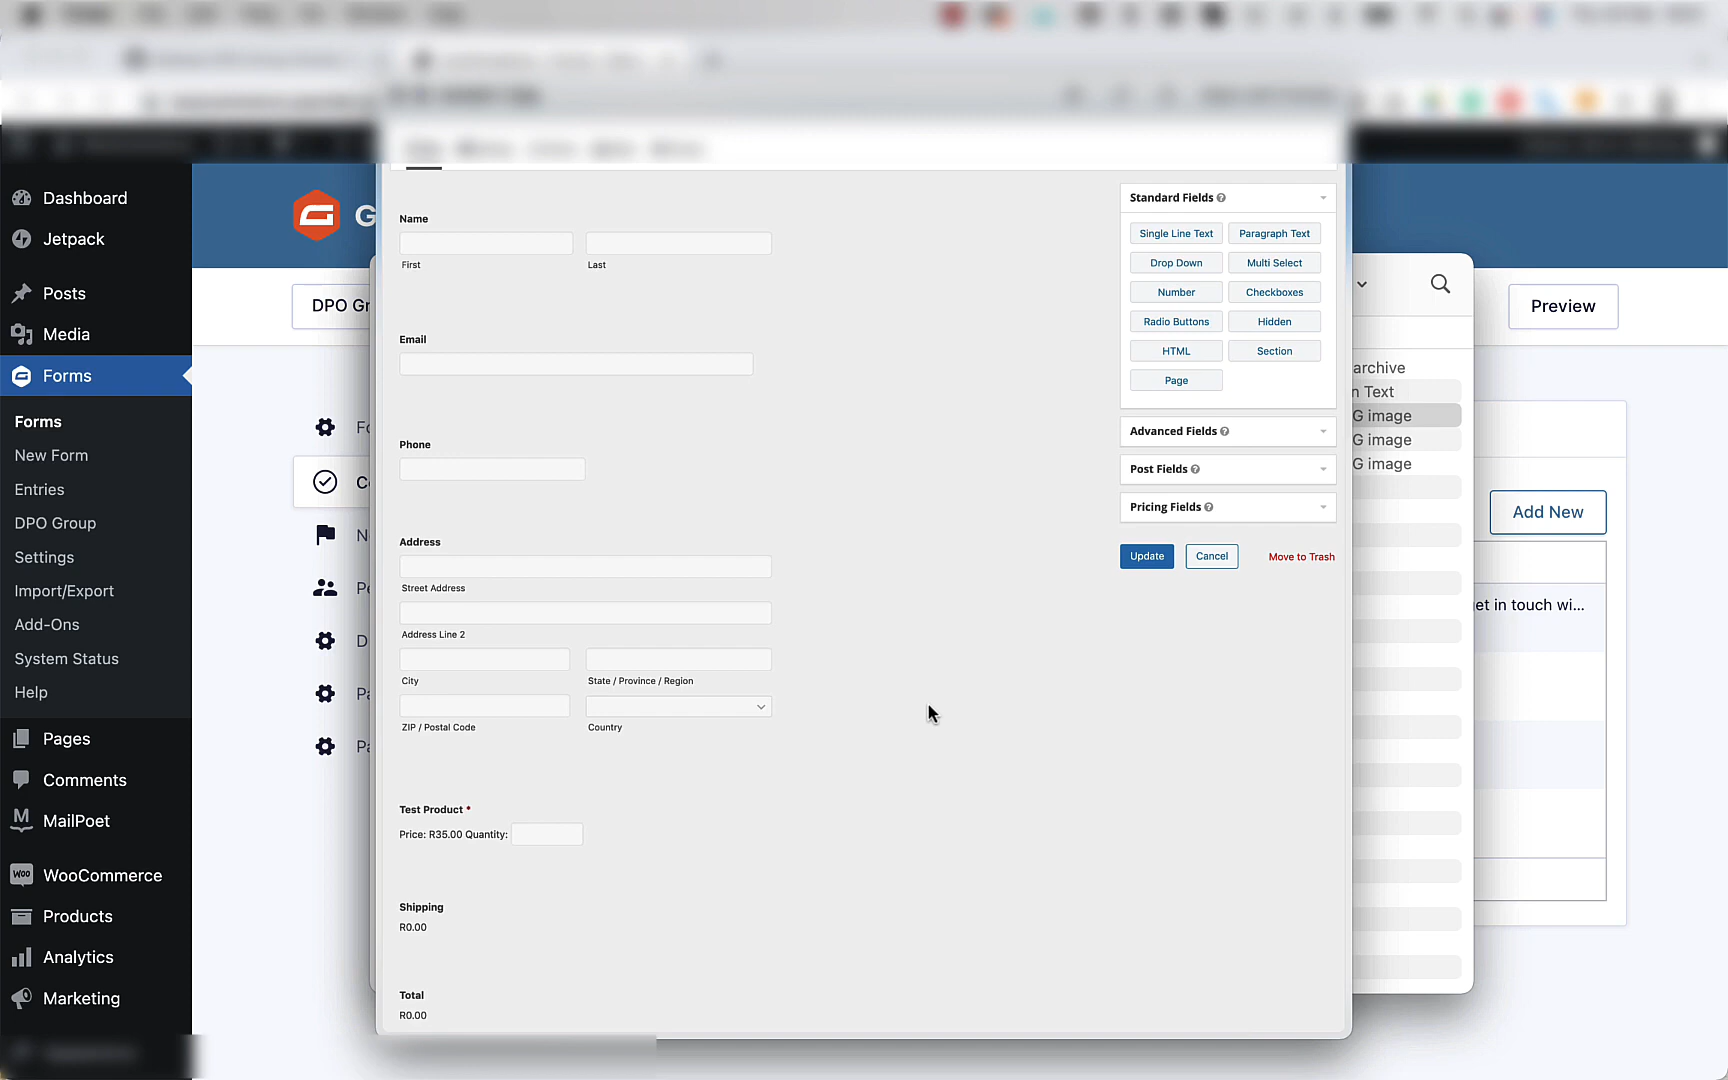 Dashboard
Jetpack
Posts
Media
Forms
Forms
New Form
Entries
DPO Group
Settings
Import/Export
Add-Ons
System Status
Help
Pages
Comments
MailPoet
WooCommerce
Products
Analytics
Marketing
G
DPO Gr
Fo
Co
N
Pe
D
Pa
Pa
Name
First
Last
Email
Phone
Address
Street Address
Address Line 2
City
State / Province / Region
ZIP / Postal Code
Country
Test Product *
Price: R35.00 Quantity:
Shipping
R0.00
Total
R0.00
Standard Fields
Single Line Text
Paragraph Text
Drop Down
Multi Select
Number
Checkboxes
Radio Buttons
Hidden
HTML
Section
Page
Advanced Fields
Post Fields
Pricing Fields
Update
Cancel
Move to Trash
archive
n Text
G image
G image
G image
Preview
Add New
et in touch wi...